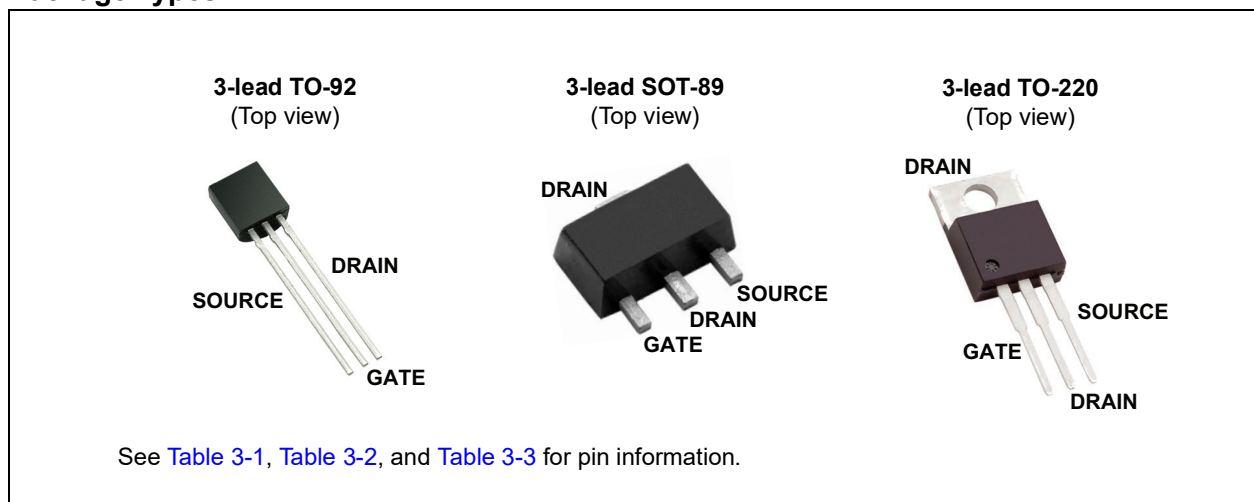 3-lead TO-92
(Top view)
DRAIN
SOURCE
GATE
3-lead SOT-89
(Top view)
DRAIN
SOURCE
DRAIN
GATE
3-lead TO-220
(Top view)
DRAIN
SOURCE
GATE
DRAIN
See Table 3-1, Table 3-2, and Table 3-3 for pin information.